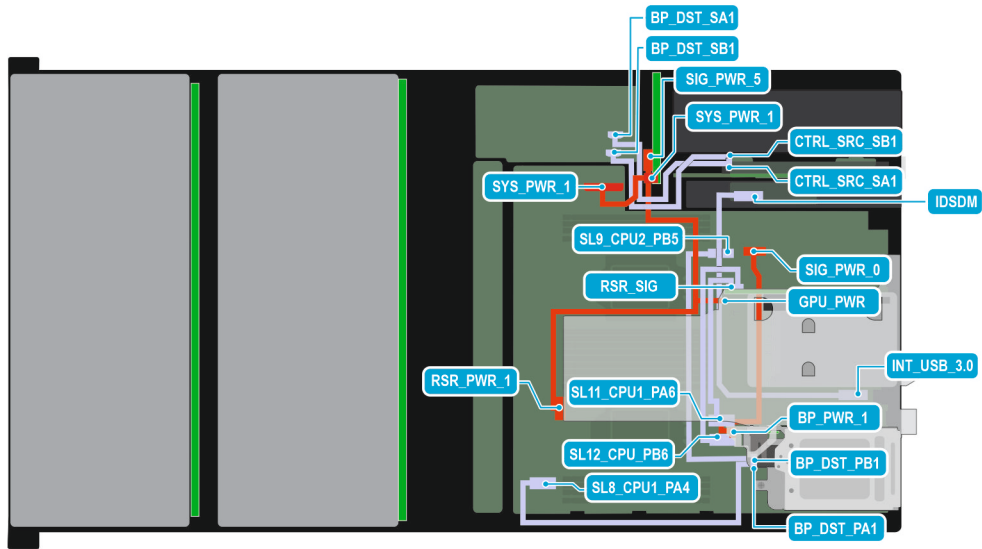 BP_DST_SA1
BP_DST_SB1
SIG_PWR_5
SYS_PWR_1
CTRL_SRC_SB1
CTRL_SRC_SA1
SYS_PWR_1
IDSDM
SL9_CPU2_PB5
SIG_PWR_0
RSR_SIG
GPU_PWR
INT_USB_3.0
RSR_PWR_1
SL11_CPU1_PA6
BP_PWR_1
SL12_CPU_PB6
BP_DST_PB1
SL8_CPU1_PA4
BP_DST_PA1